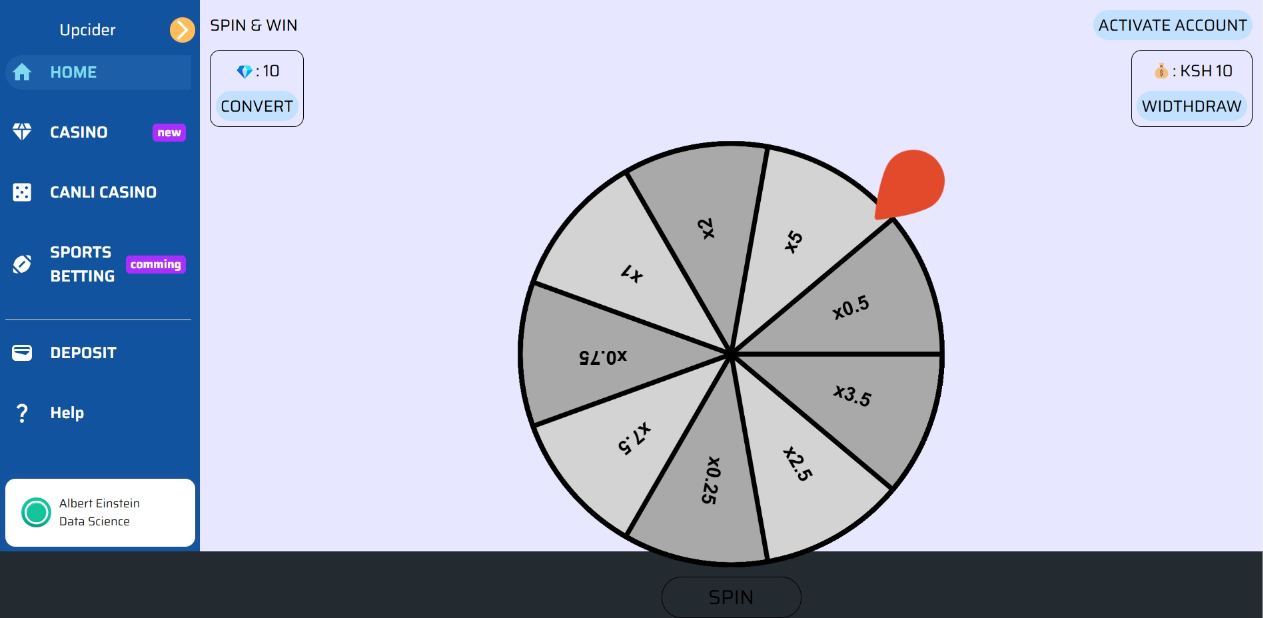 Upcider
HOME
CASINO
new
CANLI CASINO
SPORTS
BETTING
comming
DEPOSIT
Help
Albert Einstein
Data Science
SPIN & WIN
: 10
CONVERT
ACTIVATE ACCOUNT
: KSH 10
WIDTHDRAW
x2
x5
x0.5
x3.5
x2.5
x0.25
x7.5
x0.75
x1
SPIN